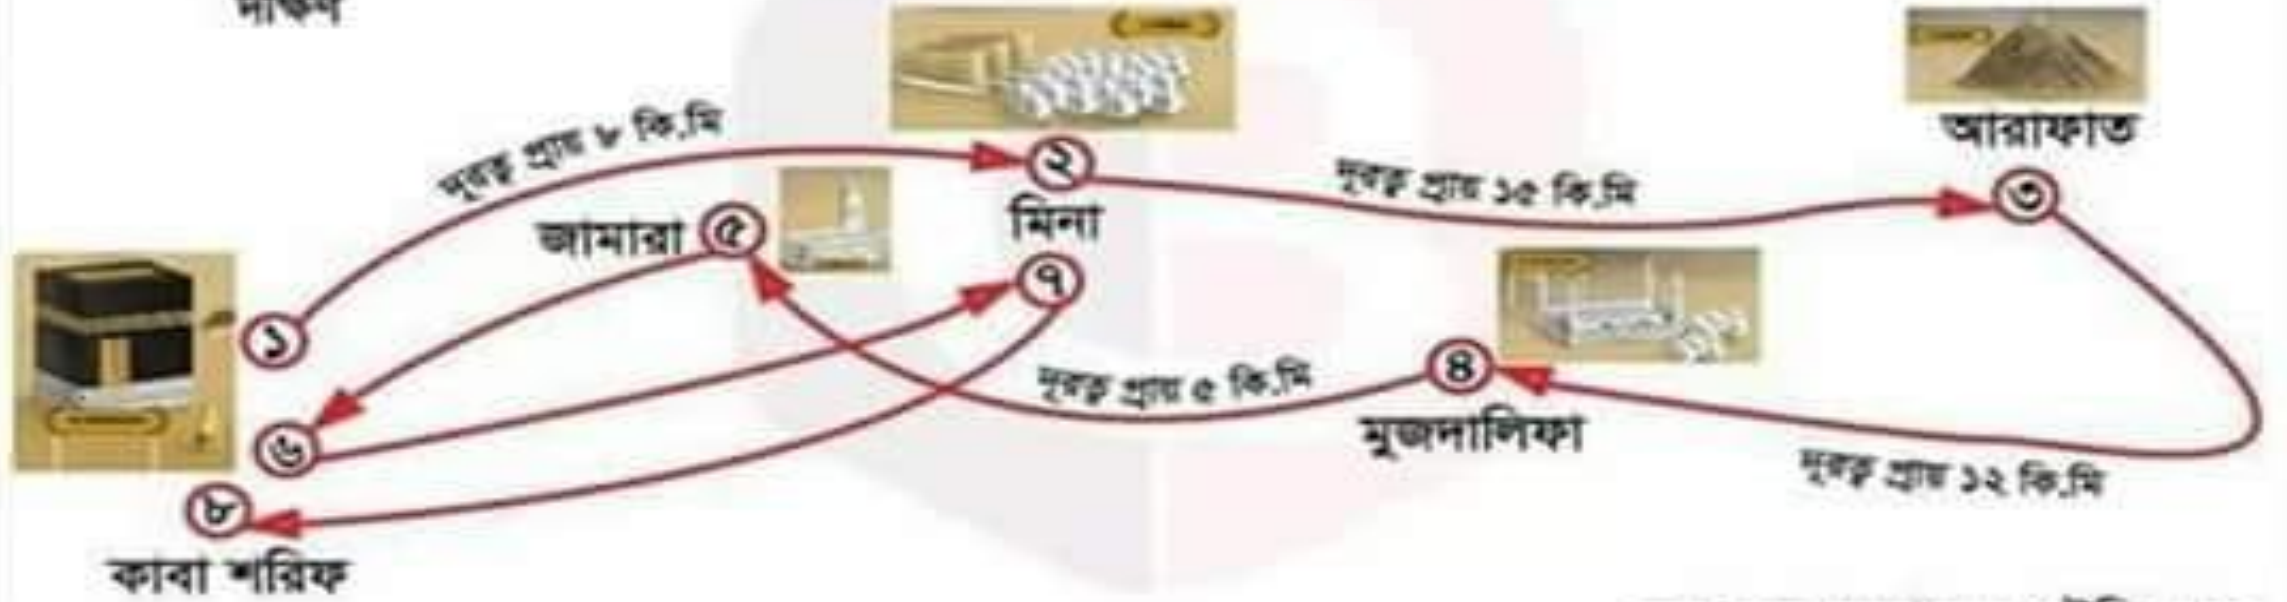 দক্ষিণ
আরাফাত
দূরত্ব প্রায় ৮ কি.মি
২
দূরত্ব প্রায় ১৫ কি.মি
৩
জামারা ৫
মিনা
১
৭
৪
দূরত্ব প্রায় ৫ কি.মি
মুজদালিফা
৬
দূরত্ব প্রায় ১২ কি.মি
৮
কাবা শরিফ